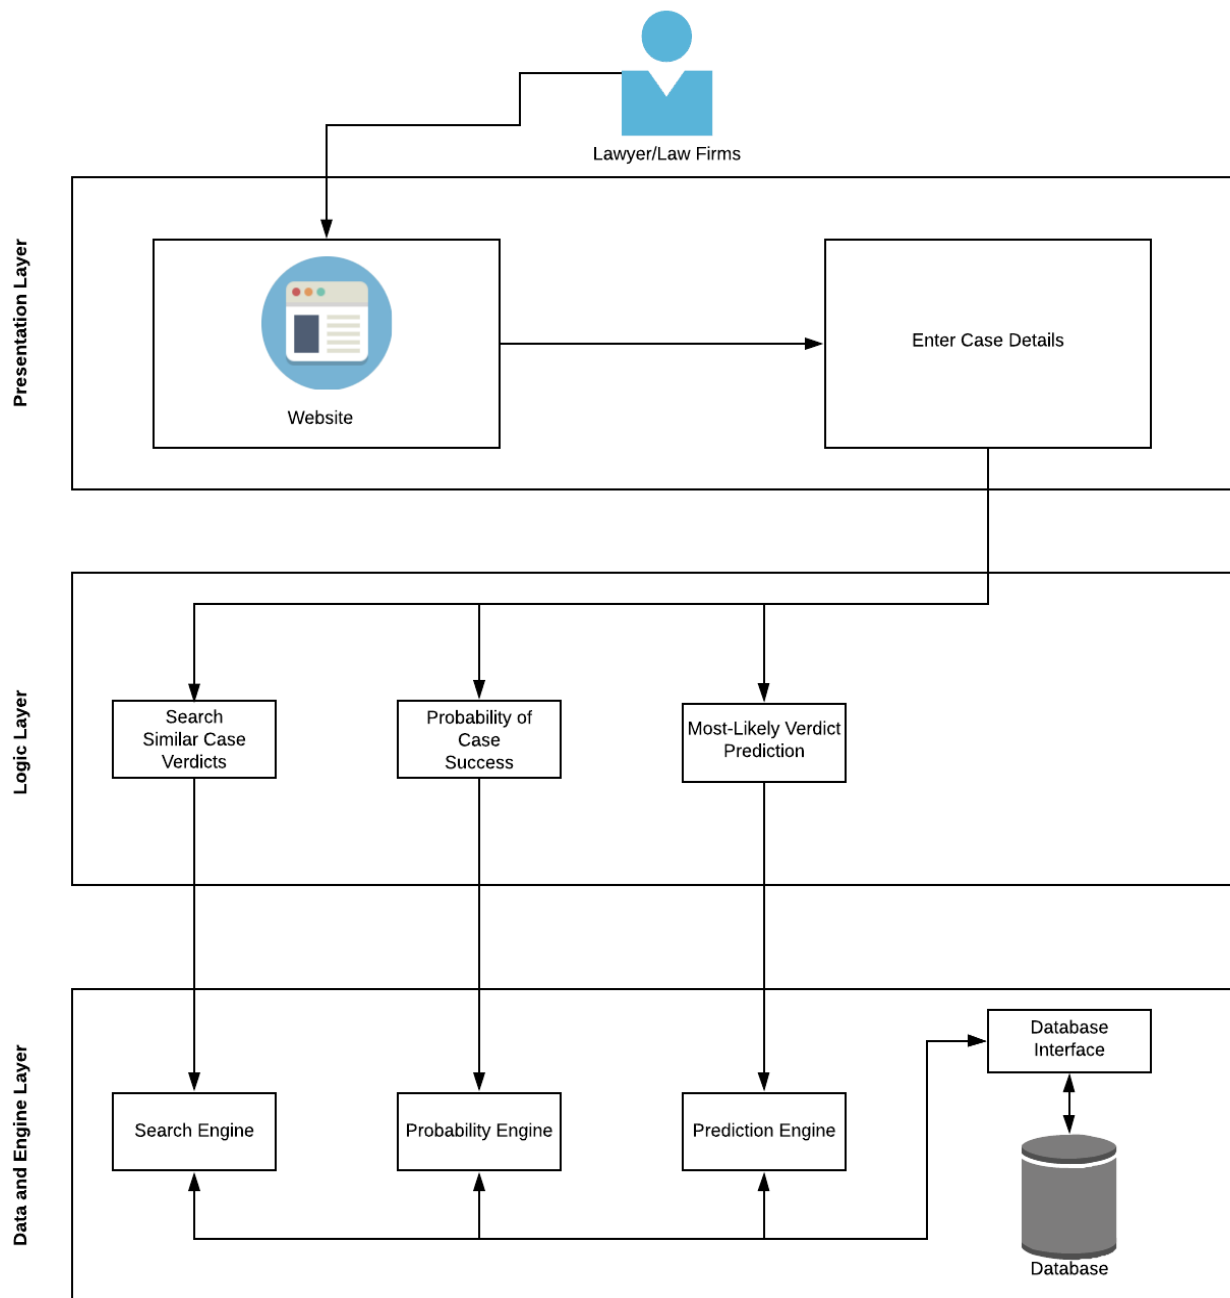 Lawyer/Law Firms
Presentation Layer
Website
Enter Case Details
Logic Layer
Search
Similar Case
Verdicts
Probability of
Case
Success
Most-Likely Verdict
Prediction
Data and Engine Layer
Database
Interface
Search Engine
Probability Engine
Prediction Engine
Database